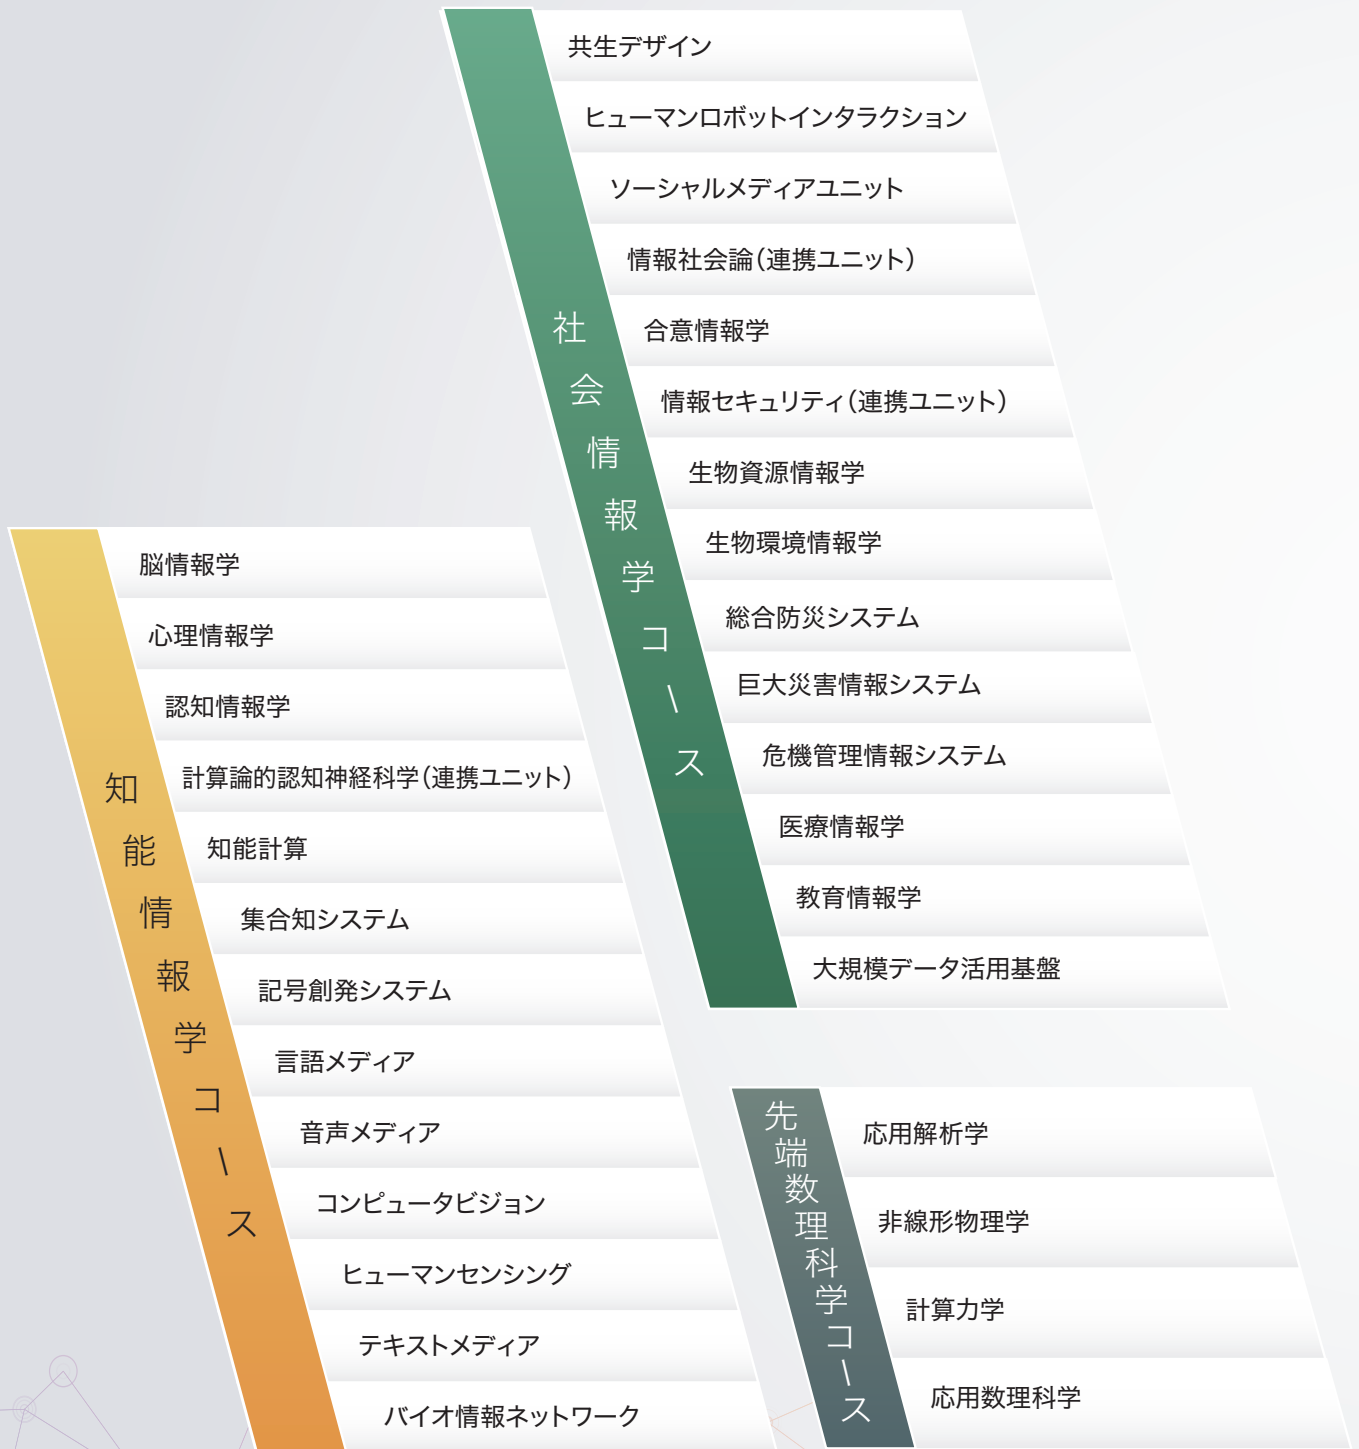 社会情報学コース
共生デザイン
ヒューマンロボットインタラクション
ソーシャルメディアユニット
情報社会論(連携ユニット)
合意情報学
情報セキュリティ(連携ユニット)
生物資源情報学
生物環境情報学
総合防災システム
巨大災害情報システム
危機管理情報システム
医療情報学
教育情報学
大規模データ活用基盤
知能情報学コース
脳情報学
心理情報学
認知情報学
計算論的認知神経科学(連携ユニット)
知能計算
集合知システム
記号創発システム
言語メディア
音声メディア
コンピュータビジョン
ヒューマンセンシング
テキストメディア
バイオ情報ネットワーク
先端数理科学コース
応用解析学
非線形物理学
計算力学
応用数理科学